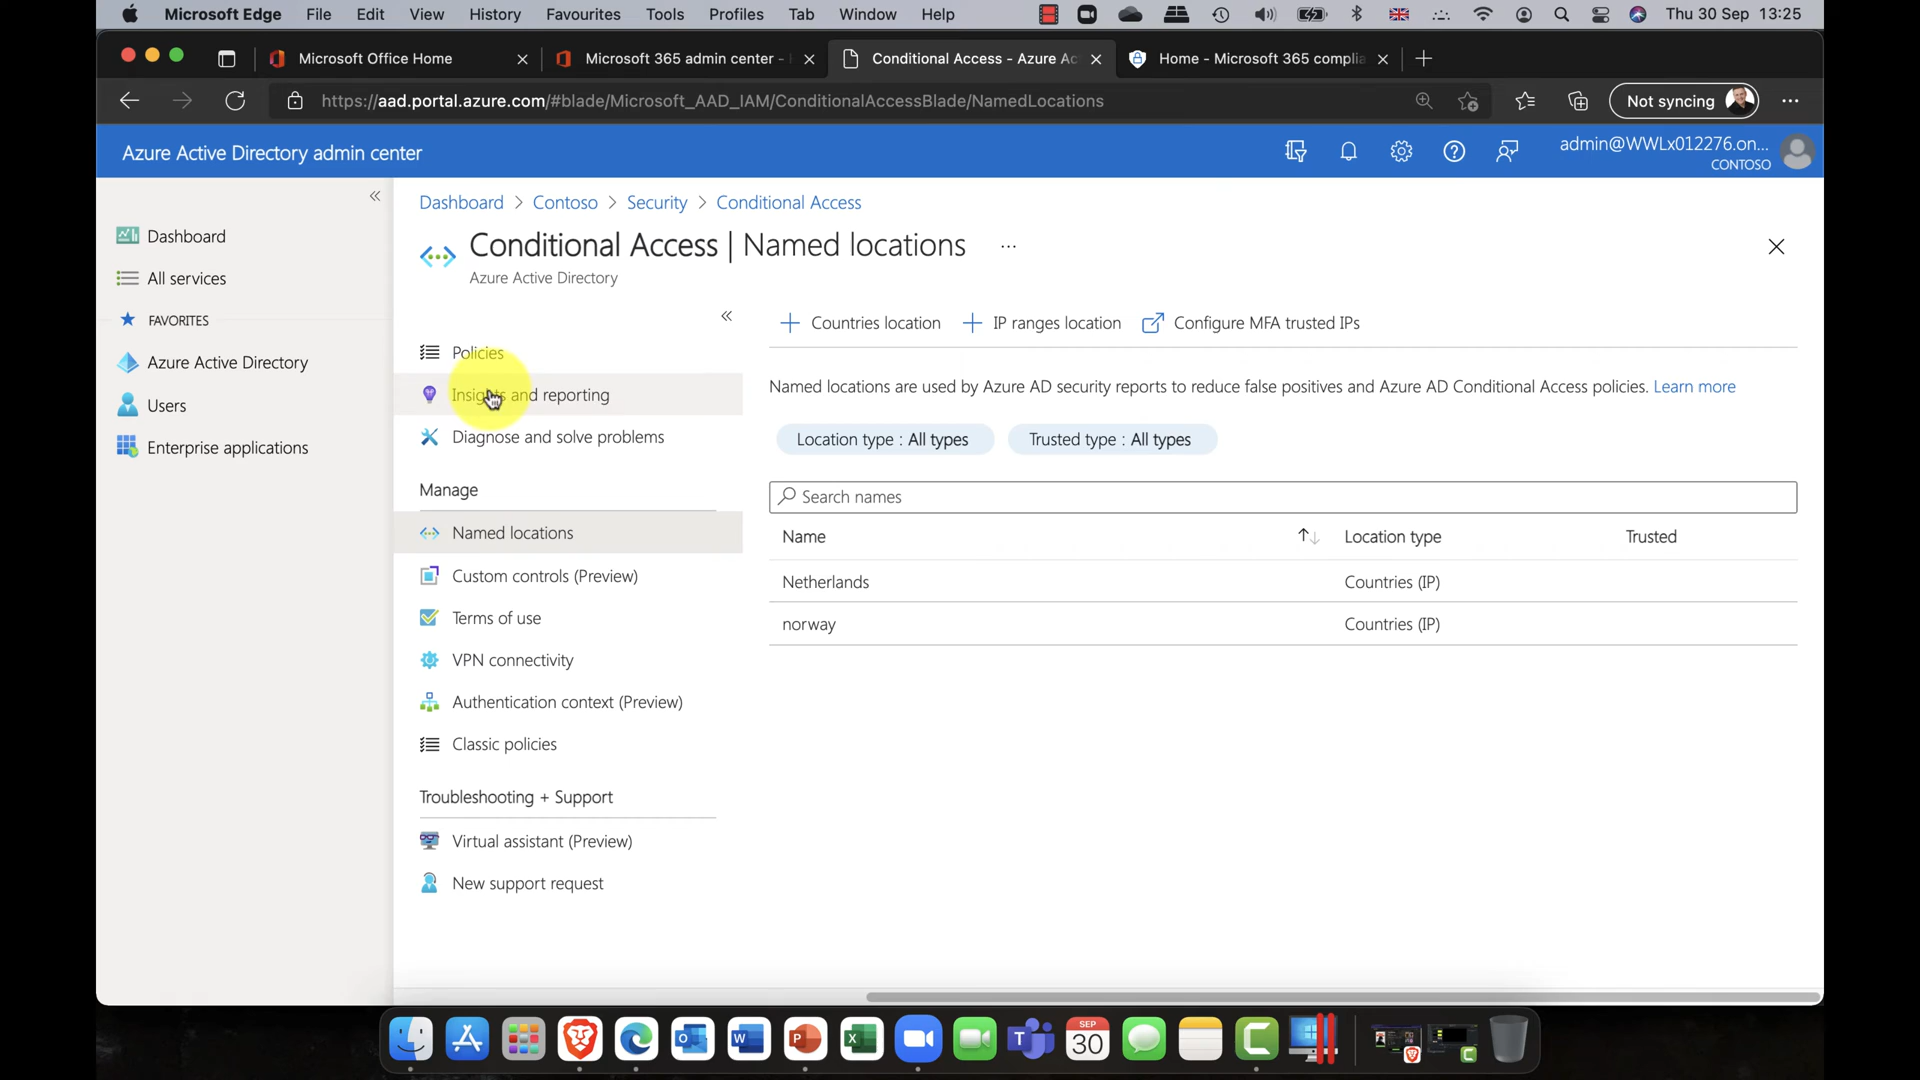 Microsoft Edge File Edit View History Favourites Tools Profiles Tab Window Help Thu 30 Sep 13:25
Microsoft Office Home Microsoft 365 admin center - Conditional Access - Azure Ac Home - Microsoft 365 complia
https://aad.portal.azure.com/#blade/Microsoft_AAD_IAM/ConditionalAccessBlade/NamedLocations Not syncing
Azure Active Directory admin center
admin@WWLx012276.on...
CONTOSO
Dashboard
All services
FAVORITES
Azure Active Directory
Users
Enterprise applications
Dashboard > Contoso > Security > Conditional Access
Conditional Access | Named locations ...
Azure Active Directory
Policies
Insights and reporting
Diagnose and solve problems
Manage
Named locations
Custom controls (Preview)
Terms of use
VPN connectivity
Authentication context (Preview)
Classic policies
Troubleshooting + Support
Virtual assistant (Preview)
New support request
Countries location IP ranges location Configure MFA trusted IPs
Named locations are used by Azure AD security reports to reduce false positives and Azure AD Conditional Access policies. Learn more
Location type : All types Trusted type : All types
Search names
Name Location type Trusted
Netherlands Countries (IP)
norway Countries (IP)
SEP
30